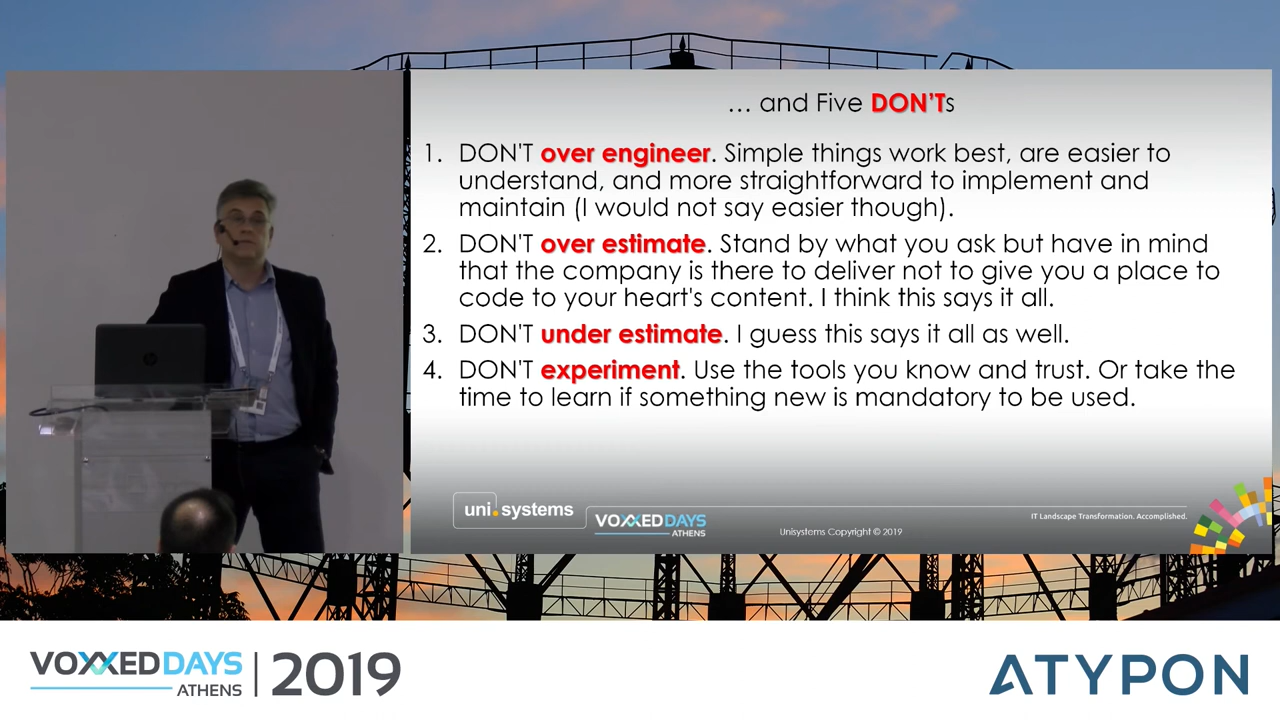 … and Five DON'Ts
1. DON'T over engineer. Simple things work best, are easier to
understand, and more straightforward to implement and
maintain (I would not say easier though).
2. DON'T over estimate. Stand by what you ask but have in mind
that the company is there to deliver not to give you a place to
code to your heart's content. I think this says it all.
3. DON'T under estimate. I guess this says it all as well.
4. DON'T experiment. Use the tools you know and trust. Or take the
time to learn if something new is mandatory to be used.
uni.systems
VOXXED DAYS
ATHENS
Unisystems Copyright © 2019
IT Landscape Transformation. Accomplished.
VOXXED DAYS
ATHENS
2019
ATYPON